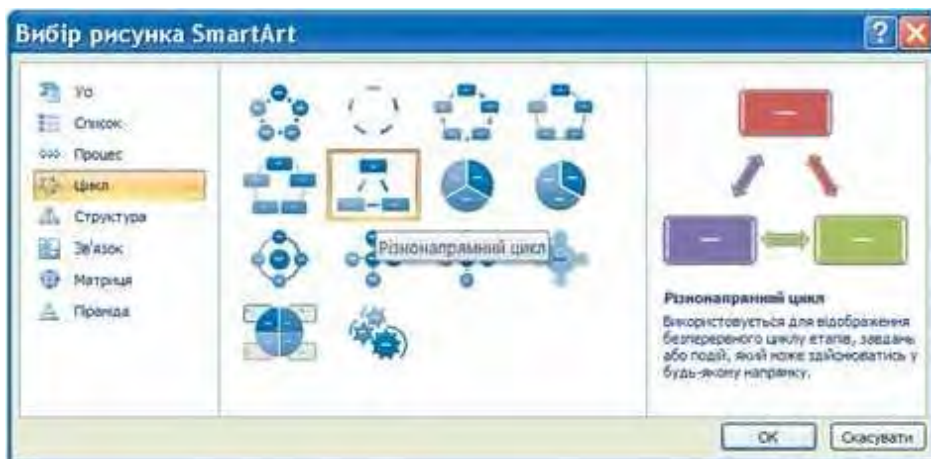 Вибір рисунка SmartArt
Усі
Список
Процес
Цикл
Структура
Зв'язок
Матриця
Піраміда
Різнонапрямний цикл
Різнонапрямний цикл
Використовується для відображення
безперервного циклу етапів, завдань
або подій, який може здійснюватись у
будь-якому напрямку.
OK
Скасувати